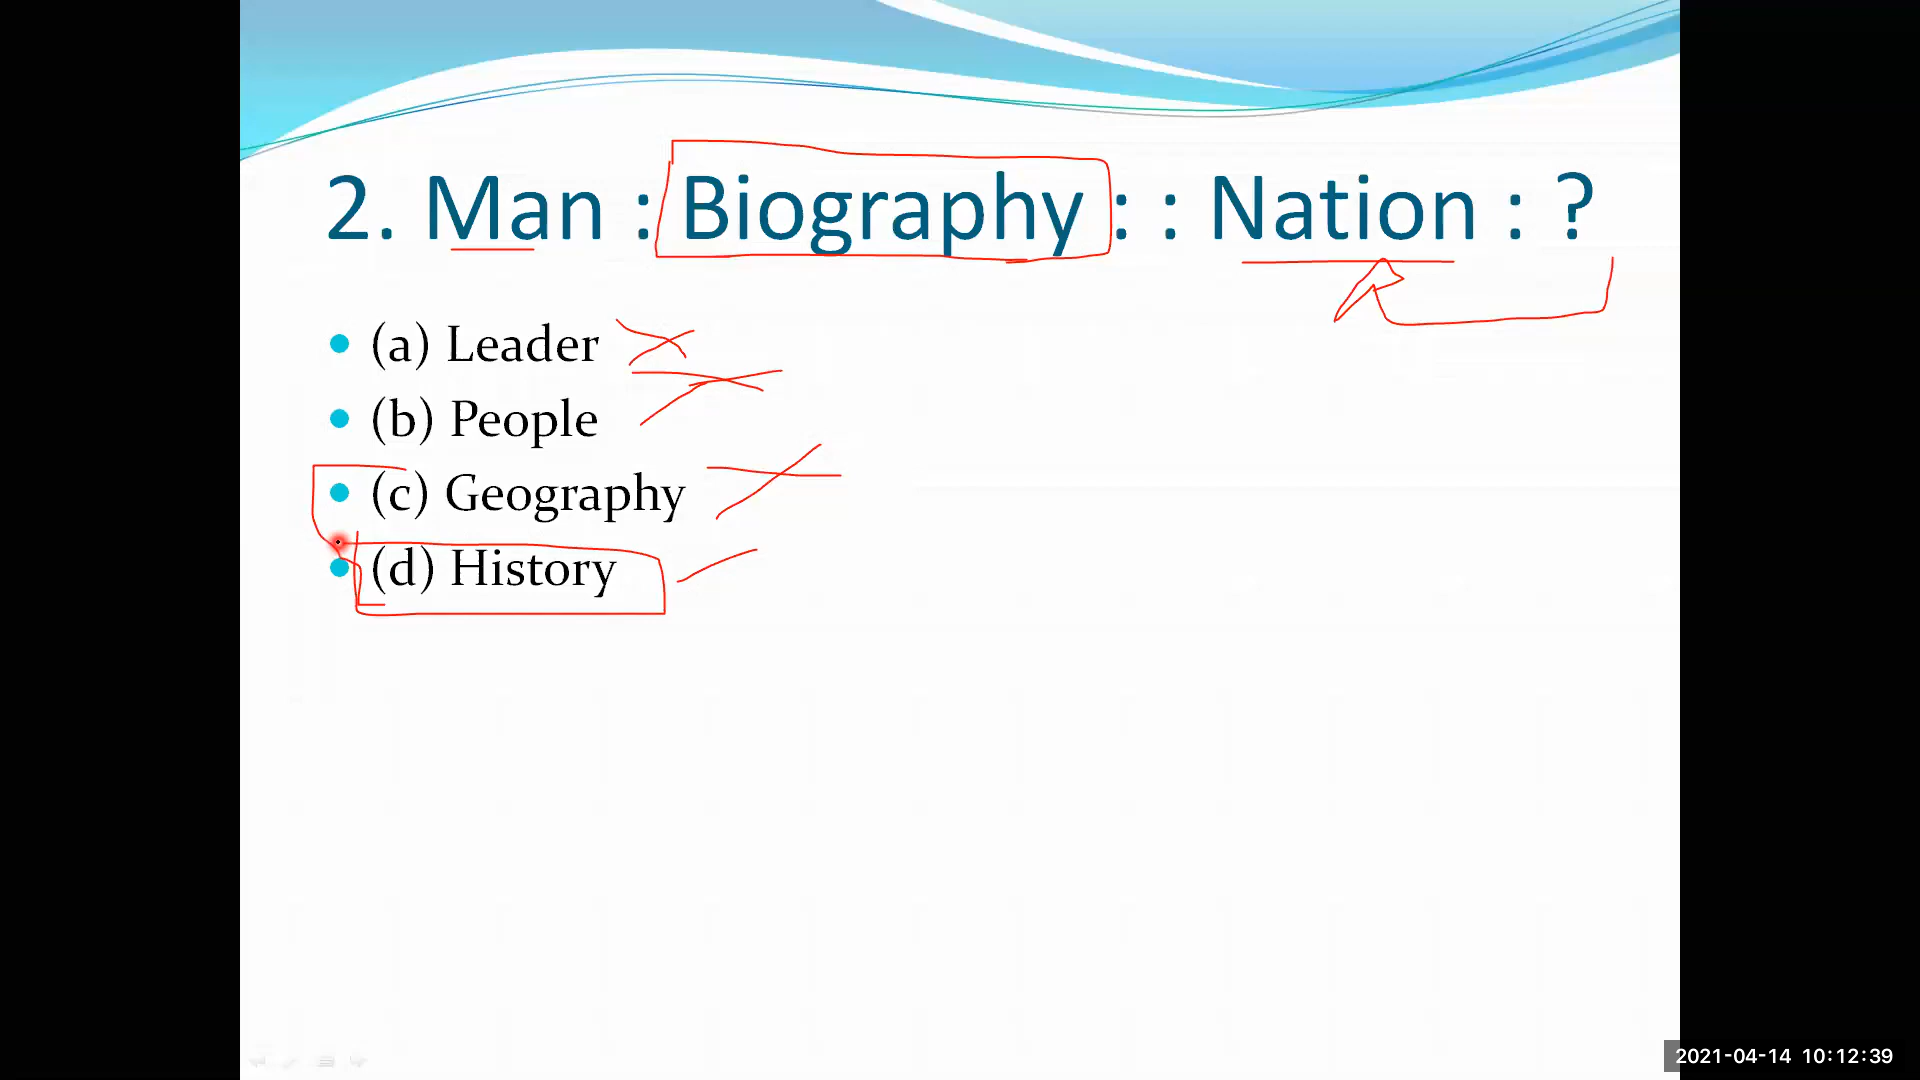 2. Man : Biography : : Nation : ?
(a) Leader
(b) People
(c) Geography
(d) History
2021-04-14 10:12:39